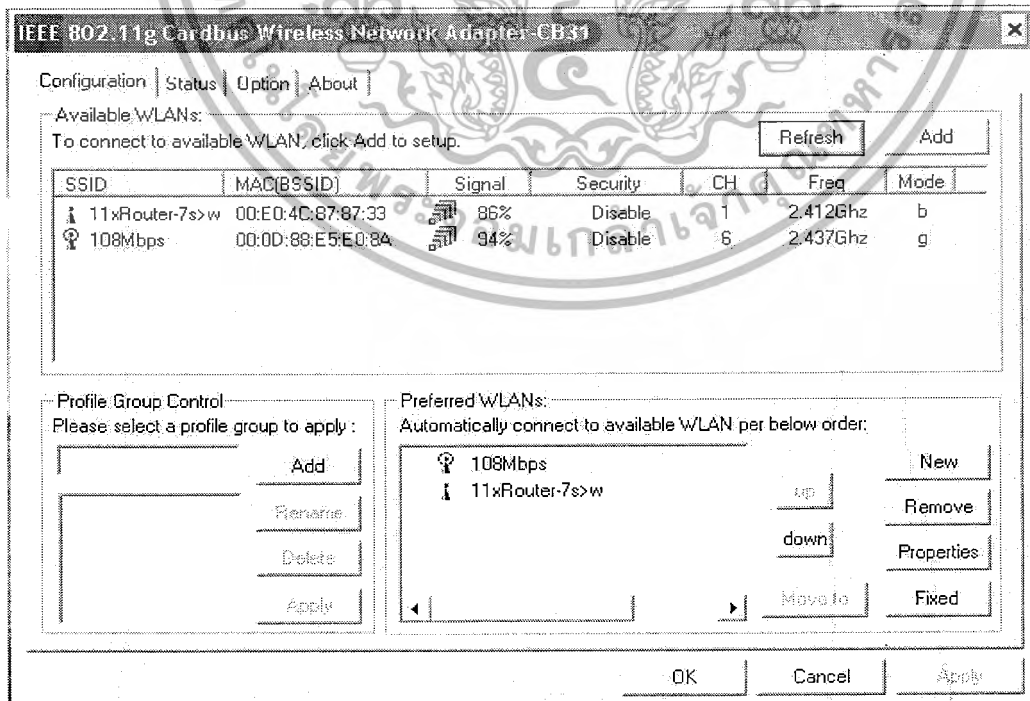 IEEE 802.11g Cardbus Wireless Network Adapter-CB31
Configuration Status Option About
Available WLANs:
To connect to available WLAN, click Add to setup.
Refresh Add
SSID MAC(BSSID) Signal Security CH Freq Mode
11xRouter-7s>w 00:E0:4C:87:87:33 86% Disable 1 2.412Ghz b
108Mbps 00:0D:88:E5:E0:8A 94% Disable 6 2.437Ghz g
Profile Group Control
Please select a profile group to apply :
Add
Rename
Delete
Apply
Preferred WLANs:
Automatically connect to available WLAN per below order:
108Mbps
11xRouter-7s>w
up
down
Move to
New
Remove
Properties
Fixed
OK Cancel Apply